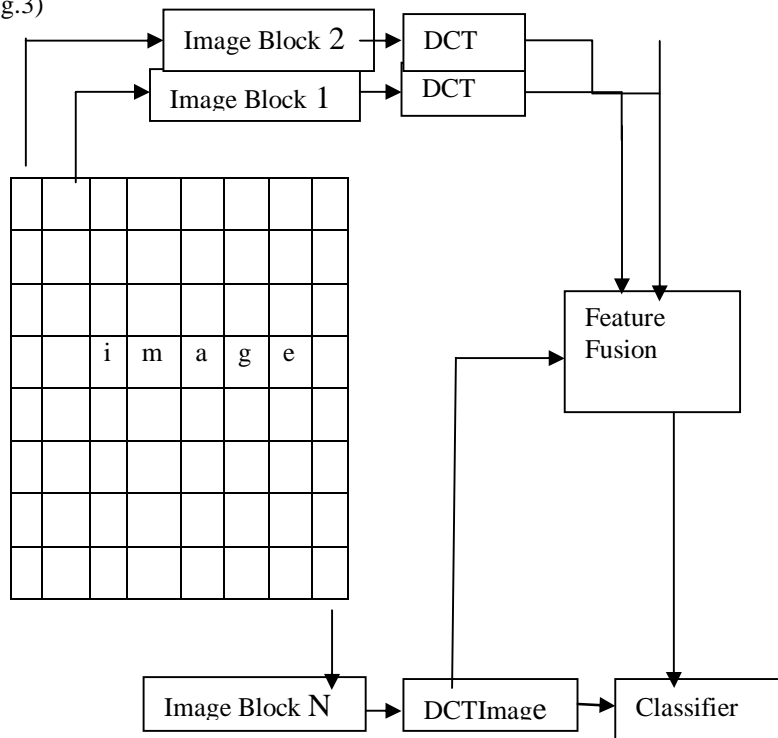 g.3)
Image Block 2
DCT
Image Block 1
DCT
Feature
Fusion
i m a g e
Image Block N
DCTImage
Classifier